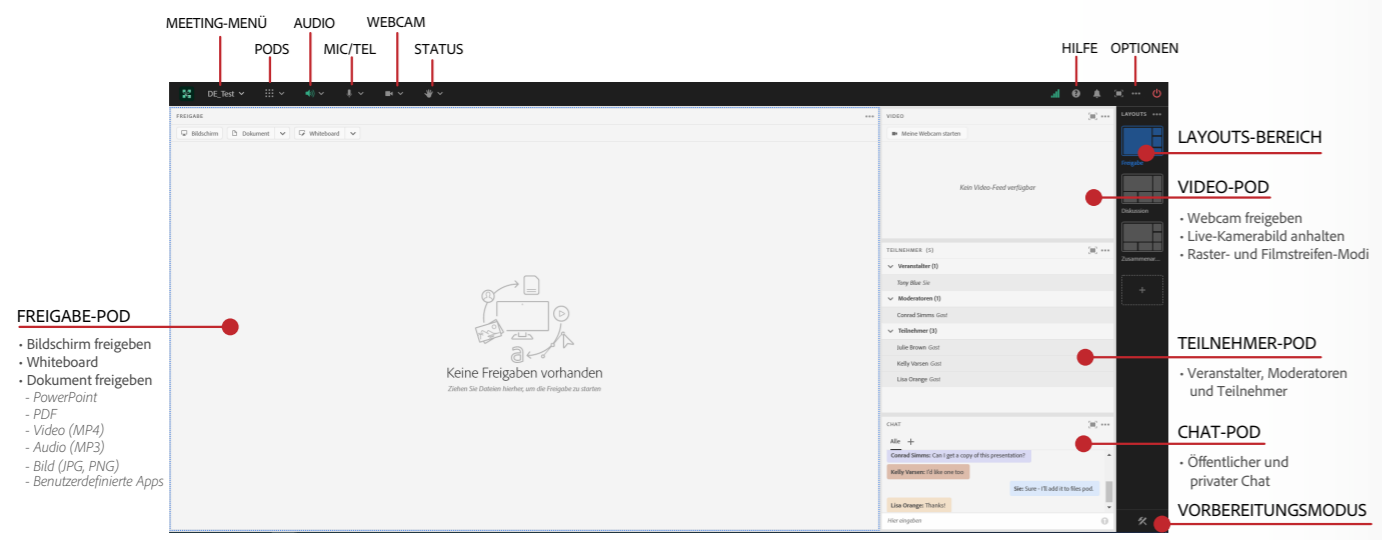 MEETING-MENÜ
AUDIO
WEBCAM
PODS
MIC/TEL
STATUS
HILFE
OPTIONEN
DE_Test
FREIGABE
Bildschirm
Dokument
Whiteboard
Keine Freigaben vorhanden
Ziehen Sie Dateien hierher, um die Freigabe zu starten
VIDEO
Meine Webcam starten
Kein Video-Feed verfügbar
TEILNEHMER (5)
Veranstalter (1)
Tony Blue Sie
Moderatoren (1)
Conrad Simms Gast
Teilnehmer (3)
Julie Brown Gast
Kelly Varsen Gast
Lisa Orange Gast
CHAT
Alle
Conrad Simms: Can I get a copy of this presentation?
Kelly Varsen: I'd like one too
Sie: Sure - I'll add it to files pod.
Lisa Orange: Thanks!
Hier eingeben
LAYOUTS
Freigabe
Diskussion
Zusammenar...
FREIGABE-POD
• Bildschirm freigeben
• Whiteboard
• Dokument freigeben
- PowerPoint
- PDF
- Video (MP4)
- Audio (MP3)
- Bild (JPG, PNG)
- Benutzerdefinierte Apps
LAYOUTS-BEREICH
VIDEO-POD
• Webcam freigeben
• Live-Kamerabild anhalten
• Raster- und Filmstreifen-Modi
TEILNEHMER-POD
• Veranstalter, Moderatoren
und Teilnehmer
CHAT-POD
• Öffentlicher und
privater Chat
VORBEREITUNGSMODUS